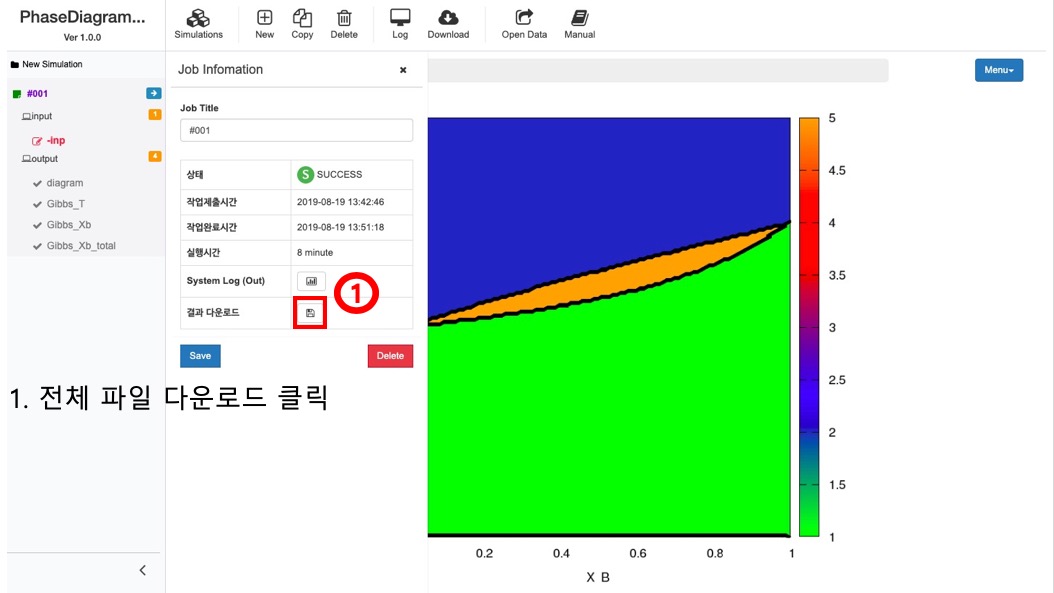 PhaseDiagram...
Ver 1.0.0
Simulations
New
Copy
Delete
Log
Download
Open Data
Manual
New Simulation
#001
input
1
-inp
output
4
diagram
Gibbs_T
Gibbs_Xb
Gibbs_Xb_total
Job Infomation
×
Job Title
#001
상태
S SUCCESS
작업제출시간
2019-08-19 13:42:46
작업완료시간
2019-08-19 13:51:18
실행시간
8 minute
System Log (Out)
1
결과 다운로드
Save
Delete
1. 전체 파일 다운로드 클릭
Menu
5
4.5
4
3.5
3
2.5
2
1.5
1
0.2
0.4
0.6
0.8
1
X B